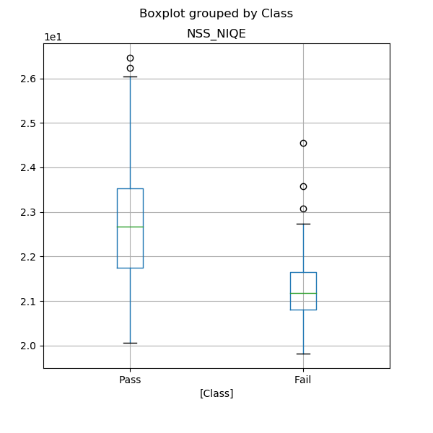 Boxplot grouped by Class
NSS_NIQE
1e1
2.6
2.5
2.4
2.3
2.2
2.1
2.0
Pass Fail
[Class]